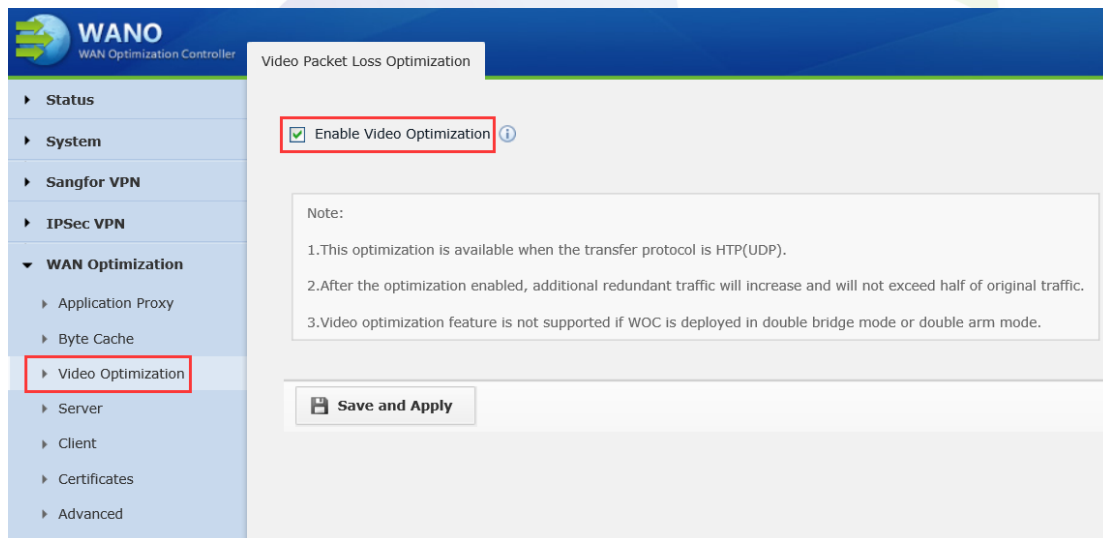 WANO
WAN Optimization Controller
Video Packet Loss Optimization
Status
System
Sangfor VPN
IPSec VPN
WAN Optimization
Application Proxy
Byte Cache
Video Optimization
Server
Client
Certificates
Advanced
Enable Video Optimization
Note:
1.This optimization is available when the transfer protocol is HTP(UDP).
2.After the optimization enabled, additional redundant traffic will increase and will not exceed half of original traffic.
3.Video optimization feature is not supported if WOC is deployed in double bridge mode or double arm mode.
Save and Apply